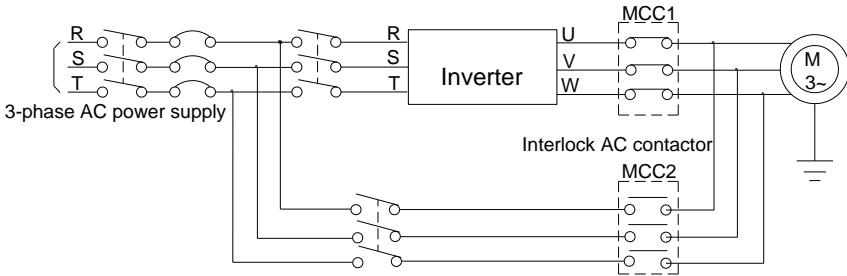 MCC1
R R U
S S Inverter V M
T T W 3~
3-phase AC power supply
Interlock AC contactor
MCC2